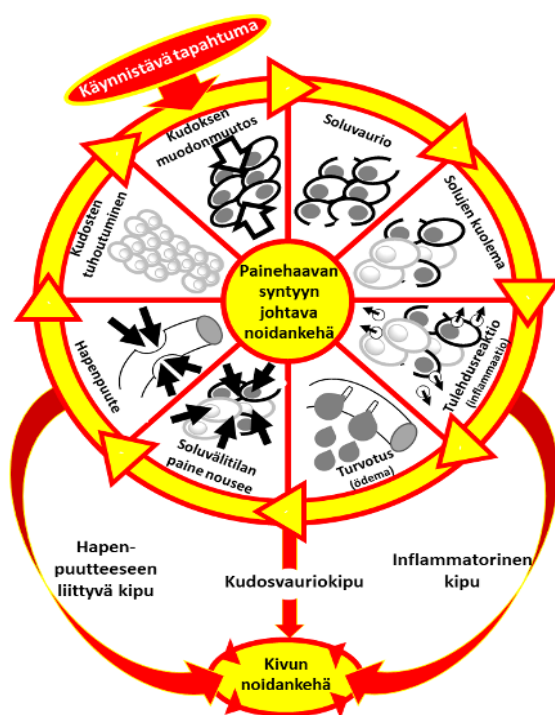 Käynnistävä tapahtuma
Kudoksen
muodonmuutos
Soluvaurio
Solujen kuolema
Tulehdusreaktio
(inflammaatio)
Turvotus
(ödema)
Soluvälitilan
paine nousee
Hapenpuute
Kudosten
tuhoutuminen
Painehaavan
syntyyn
johtava
noidankehä
Hapen-
puutteeseen
liittyvä kipu
Kudosvauriokipu
Inflammatorinen
kipu
Kivun
noidankehä